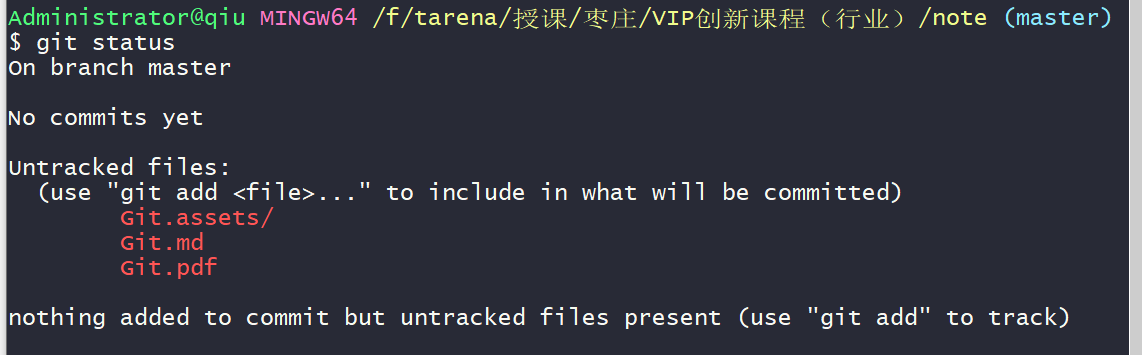 Administrator@qiu MINGW64 /f/tarena/授课/枣庄/VIP创新课程（行业）/note (master)
$ git status
On branch master
No commits yet
Untracked files:
(use "git add <file>..." to include in what will be committed)
Git.assets/
Git.md
Git.pdf
nothing added to commit but untracked files present (use "git add" to track)